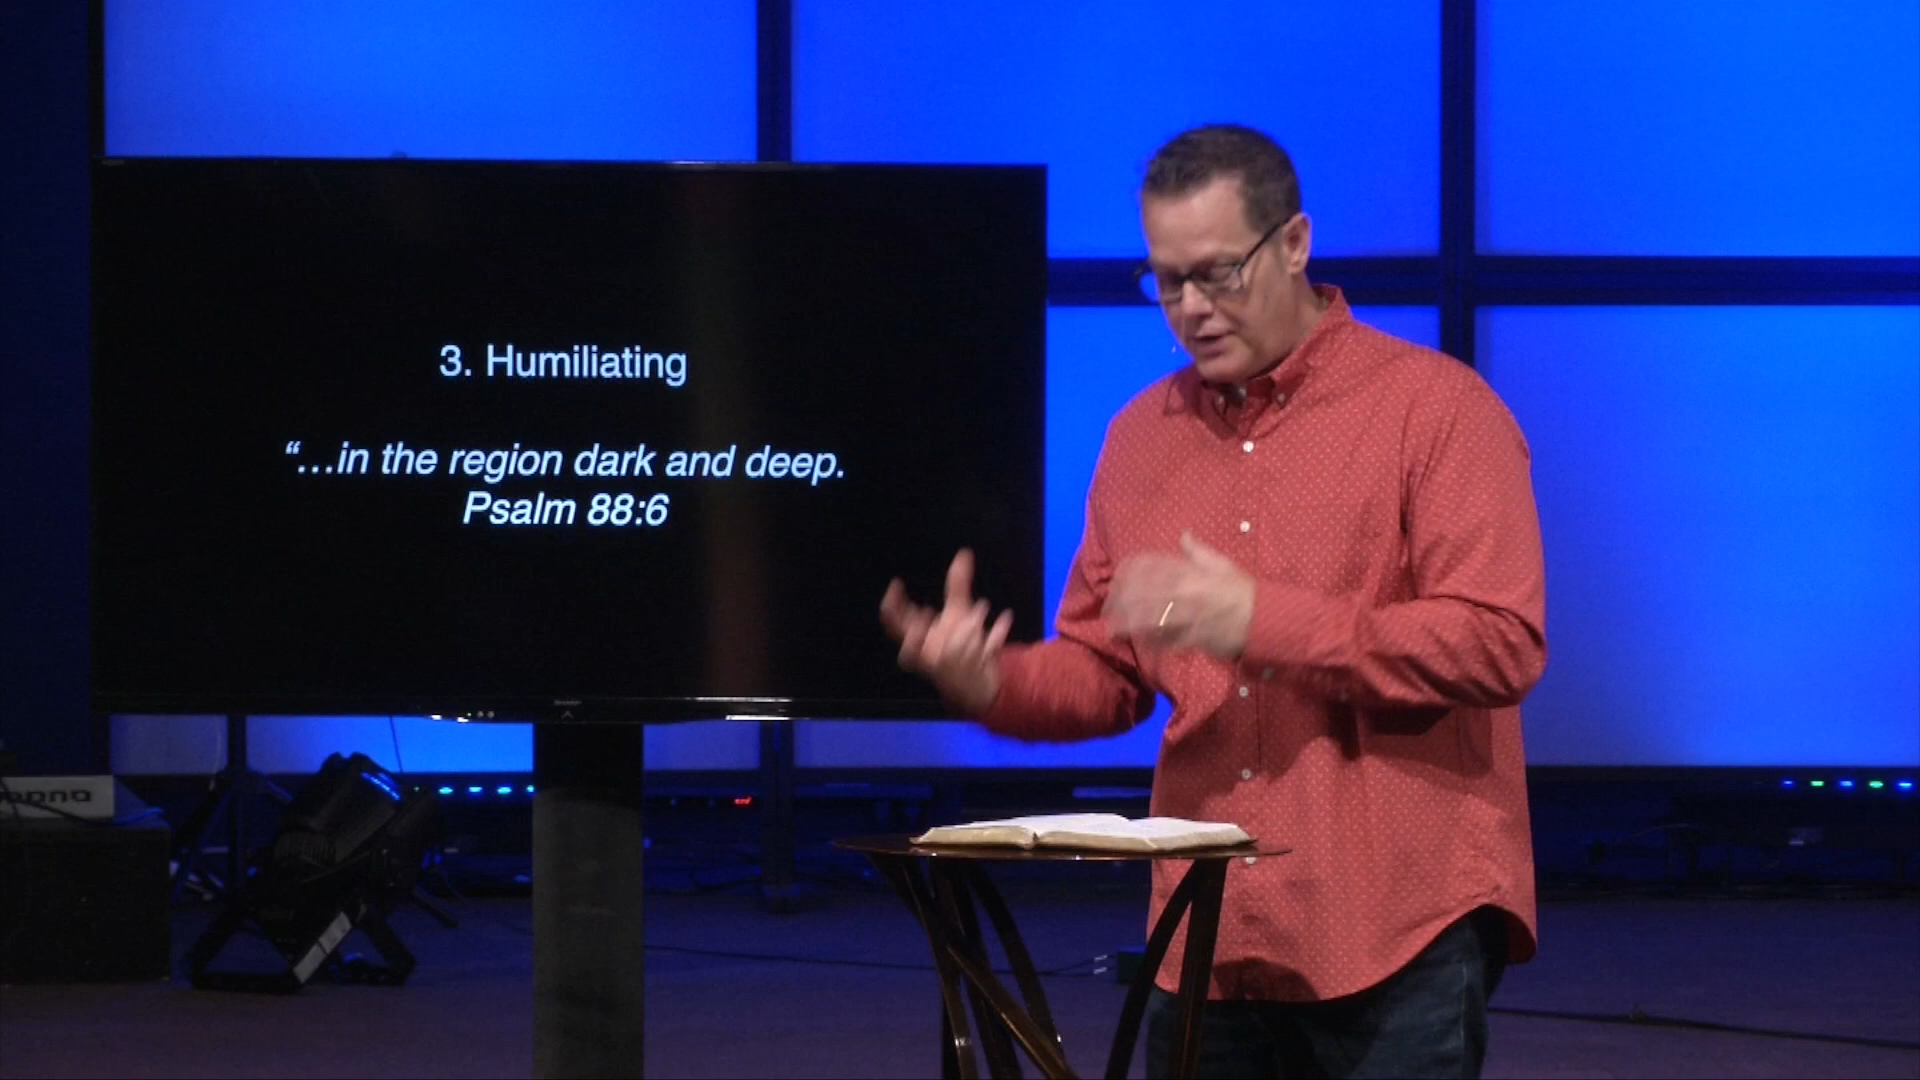 3. Humiliating
“…in the region dark and deep.
Psalm 88:6